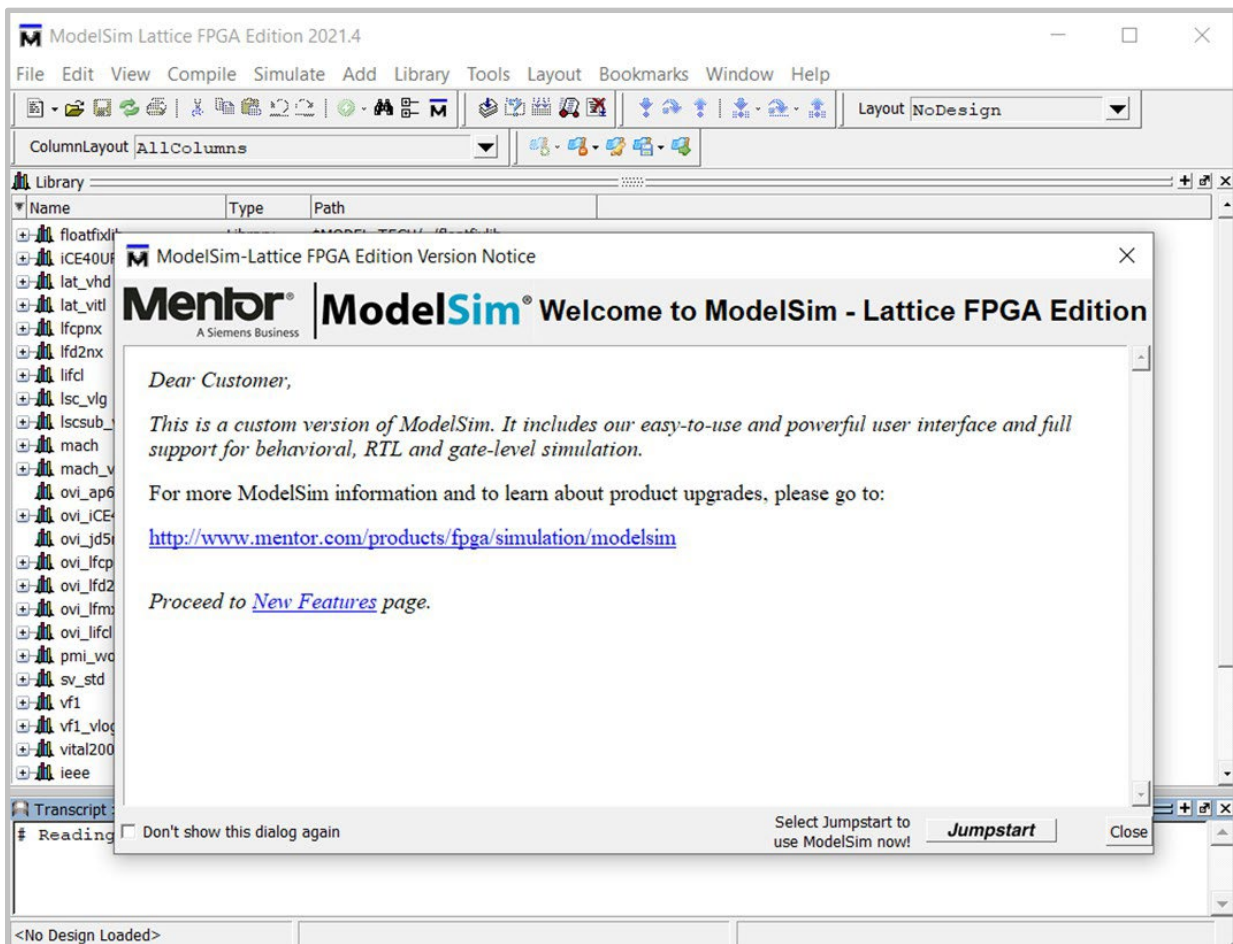 ModelSim Lattice FPGA Edition 2021.4
File Edit View Compile Simulate Add Library Tools Layout Bookmarks Window Help
Layout NoDesign
ColumnLayout AllColumns
Library
Name Type Path
floatfixlib
ModelSim-Lattice FPGA Edition Version Notice
Mentor®
A Siemens Business
ModelSim® Welcome to ModelSim - Lattice FPGA Edition
iCE40UP
lat_vhd
lat_vitl
lfcpnx
lfd2nx
lifcl
lsc_vlg
lscsub_
mach
mach_v
ovi_ap6
ovi_iCE4
ovi_jd5
ovi_lfcp
ovi_lfd2
ovi_lfm
ovi_lifcl
pmi_wo
sv_std
vf1
vf1_vlog
vital200
ieee
Dear Customer,
This is a custom version of ModelSim. It includes our easy-to-use and powerful user interface and full
support for behavioral, RTL and gate-level simulation.
For more ModelSim information and to learn about product upgrades, please go to:
http://www.mentor.com/products/fpga/simulation/modelsim
Proceed to New Features page.
Don't show this dialog again
Select Jumpstart to
use ModelSim now!
Jumpstart
Close
Transcript
# Reading
<No Design Loaded>